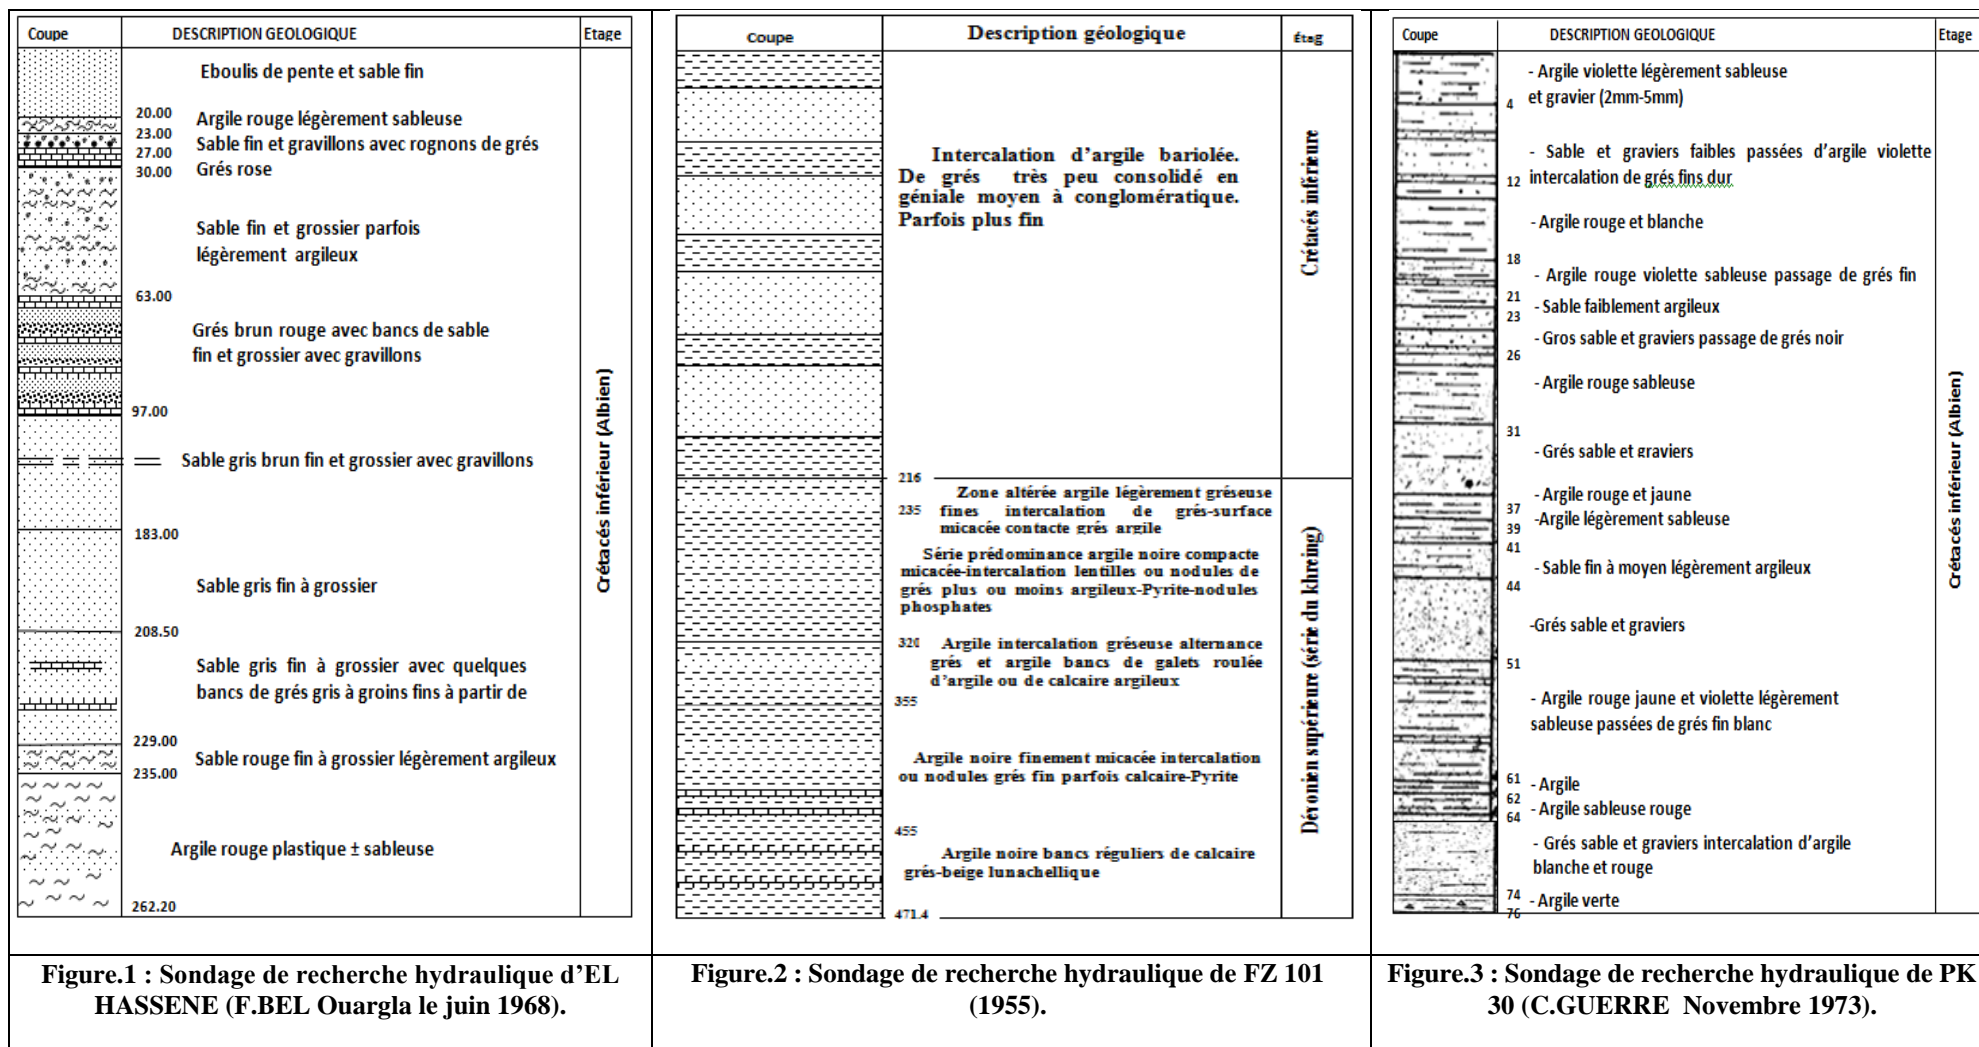 Coupe DESCRIPTION GEOLOGIQUE Etage
Eboulis de pente et sable fin
20.00 Argile rouge légèrement sableuse
23.00 Sable fin et gravillons avec rognons de grés
27.00
30.00 Grés rose
Sable fin et grossier parfois
légèrement argileux
63.00
Grés brun rouge avec bancs de sable
fin et grossier avec gravillons
97.00
Sable gris brun fin et grossier avec gravillons
183.00
Sable gris fin à grossier
208.50
Sable gris fin à grossier avec quelques
bancs de grés gris à groins fins à partir de
229.00
Sable rouge fin à grossier légèrement argileux
235.00
Argile rouge plastique ± sableuse
262.20
Crétacés inférieur (Albien)
Figure.1 : Sondage de recherche hydraulique d’EL
HASSENE (F.BEL Ouargla le juin 1968).
Coupe Description géologique étag
Intercalation d’argile bariolée.
De grés très peu consolidé en
géniale moyen à conglomératique.
Parfois plus fin
Crétacés inférieure
216
Zone altérée argile légèrement gréseuse
235 fines intercalation de grés-surface
micacée contacte grés argile
Série prédominance argile noire compacte
micacée-intercalation lentilles ou nodules de
grés plus ou moins argileux-Pyrite-nodules
phosphates
320 Argile intercalation gréseuse alternance
grés et argile bancs de galets roulée
d’argile ou de calcaire argileux
355
Argile noire finement micacée intercalation
ou nodules grés fin parfois calcaire-Pyrite
455
Argile noire bancs réguliers de calcaire
grés-beige lunachellique
471.4
Dévonien supérieure (série du khreing)
Figure.2 : Sondage de recherche hydraulique de FZ 101
(1955).
Coupe DESCRIPTION GEOLOGIQUE Etage
- Argile violette légèrement sableuse
4 et gravier (2mm-5mm)
- Sable et graviers faibles passées d’argile violette
12 intercalation de grés fins dur
- Argile rouge et blanche
18
- Argile rouge violette sableuse passage de grés fin
21
- Sable faiblement argileux
23
- Gros sable et graviers passage de grés noir
26
- Argile rouge sableuse
31
- Grés sable et graviers
- Argile rouge et jaune
37
-Argile légèrement sableuse
39
41
- Sable fin à moyen légèrement argileux
44
-Grés sable et graviers
51
- Argile rouge jaune et violette légèrement
sableuse passées de grés fin blanc
61
- Argile
62
- Argile sableuse rouge
64
- Grés sable et graviers intercalation d’argile
blanche et rouge
74
- Argile verte
76
Crétacés inférieur (Albien)
Figure.3 : Sondage de recherche hydraulique de PK
30 (C.GUERRE Novembre 1973).